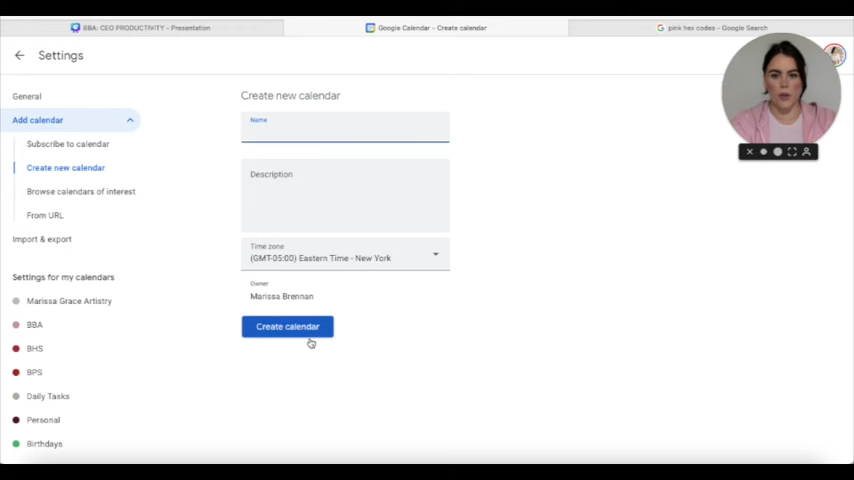 BBA: CEO PRODUCTIVITY - Presentation
Google Calendar - Create calendar
pink hex codes - Google Search
Settings
General
Add calendar
Subscribe to calendar
Create new calendar
Browse calendars of interest
From URL
Import & export
Settings for my calendars
Marissa Grace Artistry
BBA
BHS
BPS
Daily Tasks
Personal
Birthdays
Create new calendar
Name
Description
Time zone
(GMT-05:00) Eastern Time - New York
Owner
Marissa Brennan
Create calendar